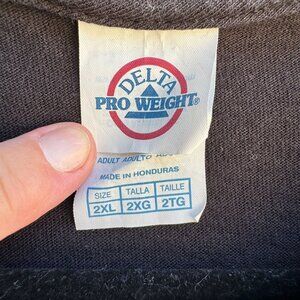 DELTA
PRO WEIGHT®
ADULT ADULTO
MADE IN HONDURAS
SIZE TALLA TAILLE
2XL 2XG 2TG